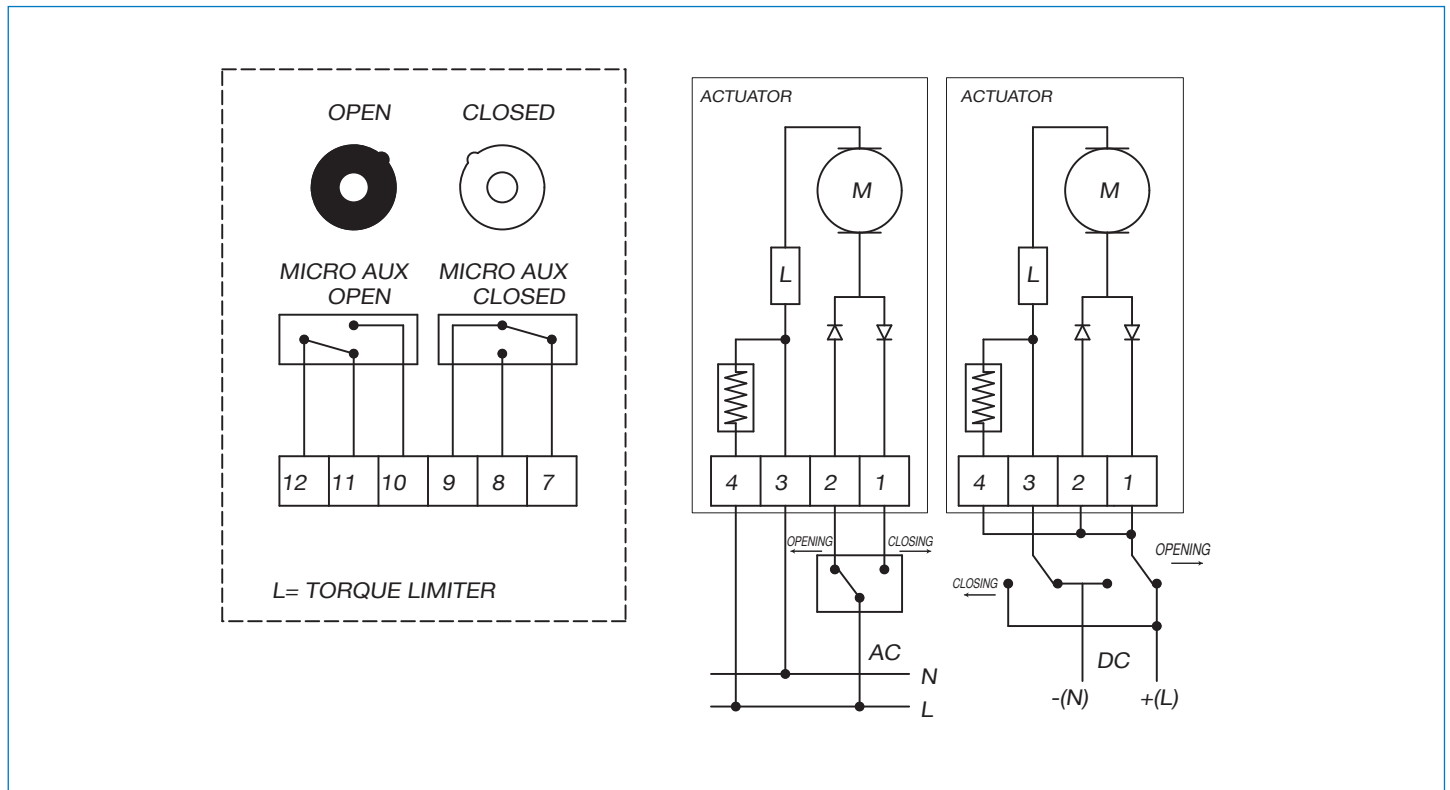 OPEN CLOSED
MICRO AUX OPEN
MICRO AUX CLOSED
12 11 10 9 8 7
L= TORQUE LIMITER
ACTUATOR
M
L
4 3 2 1
OPENING CLOSING
AC
N
L
ACTUATOR
M
L
4 3 2 1
OPENING
CLOSING
DC
-(N) +(L)